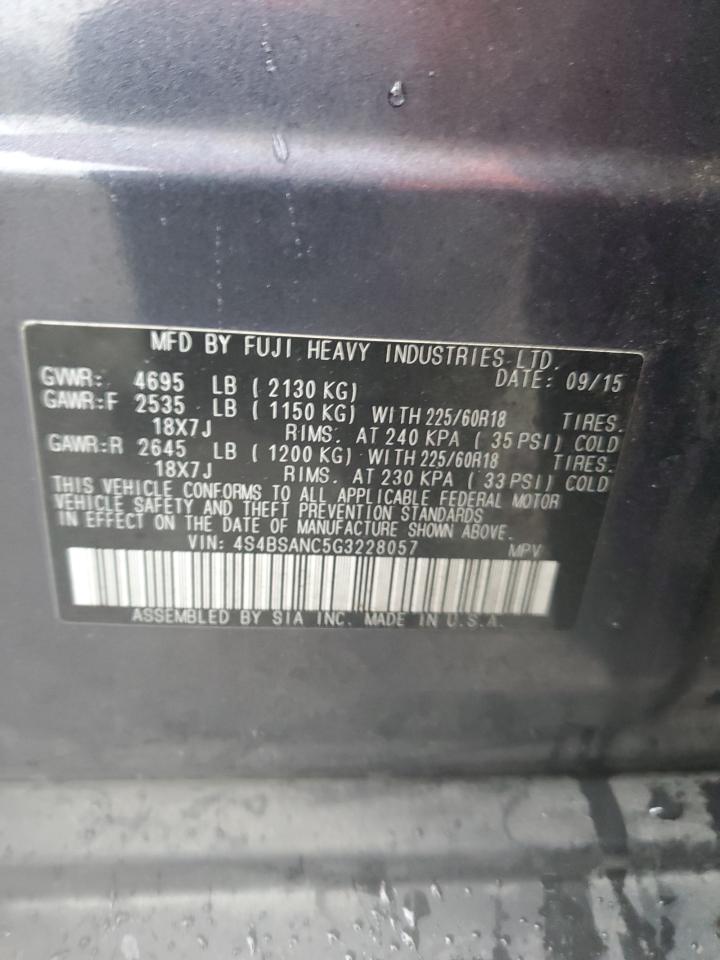 MFD BY FUJI HEAVY INDUSTRIES LTD.
DATE: 09/15
GVWR: 4695 LB ( 2130 KG)
GAWR:F 2535 LB ( 1150 KG) WITH 225/60R18 TIRES.
18X7J RIMS. AT 240 KPA ( 35 PSI) COLD
GAWR:R 2645 LB ( 1200 KG) WITH 225/60R18 TIRES.
18X7J RIMS. AT 230 KPA ( 33 PSI) COLD
THIS VEHICLE CONFORMS TO ALL APPLICABLE FEDERAL MOTOR
VEHICLE SAFETY AND THEFT PREVENTION STANDARDS
IN EFFECT ON THE DATE OF MANUFACTURE SHOWN ABOVE.
VIN: 4S4BSANC5G3228057 MPV
ASSEMBLED BY SIA INC. MADE IN U.S.A.